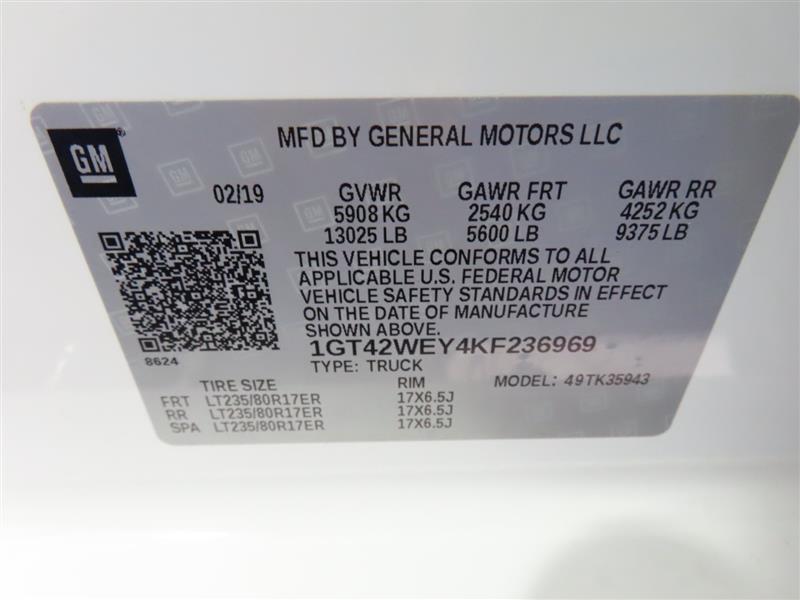 GM
MFD BY GENERAL MOTORS LLC
02/19 GVWR GAWR FRT GAWR RR
5908 KG 2540 KG 4252 KG
13025 LB 5600 LB 9375 LB
THIS VEHICLE CONFORMS TO ALL
APPLICABLE U.S. FEDERAL MOTOR
VEHICLE SAFETY STANDARDS IN EFFECT
ON THE DATE OF MANUFACTURE
SHOWN ABOVE.
8624
1GT42WEY4KF236969
TYPE: TRUCK
TIRE SIZE RIM MODEL: 49TK35943
FRT LT235/80R17ER 17X6.5J
RR LT235/80R17ER 17X6.5J
SPA LT235/80R17ER 17X6.5J